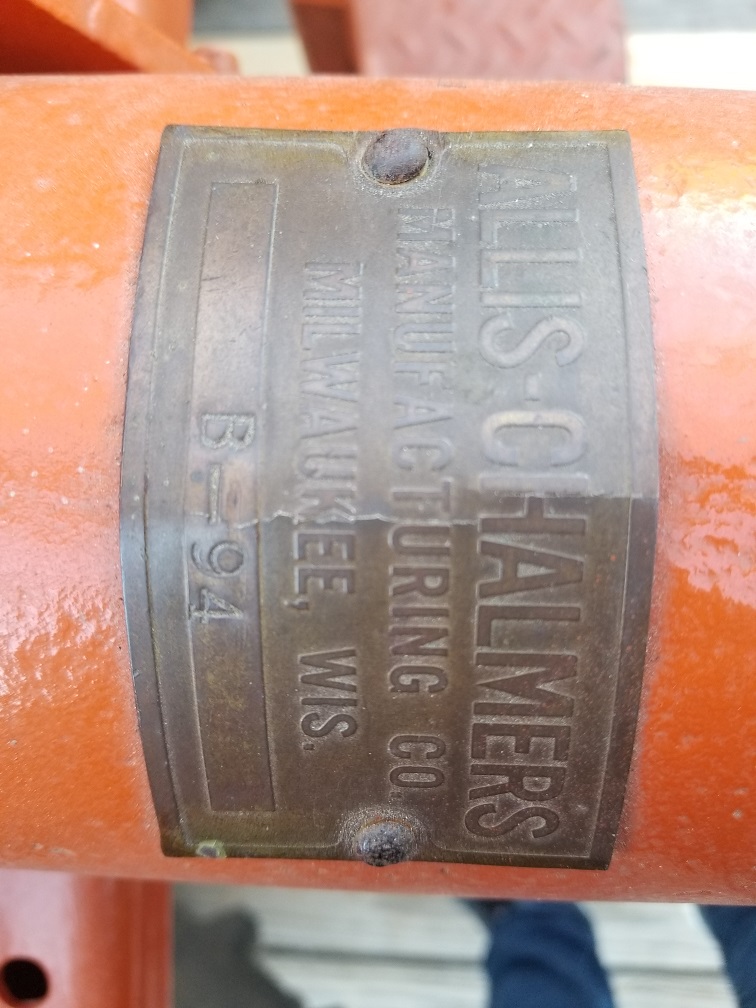 ALLIS-CHALMERS
MANUFACTURING CO.
MILWAUKEE, WIS.
B-94